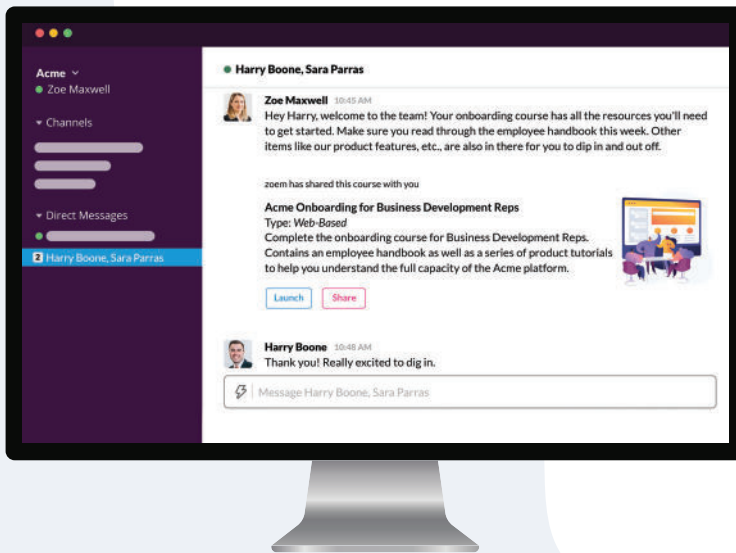 Acme
Zoe Maxwell
Channels
Direct Messages
2 Harry Boone, Sara Parras
Harry Boone, Sara Parras
Zoe Maxwell 10:45 AM
Hey Harry, welcome to the team! Your onboarding course has all the resources you'll need
to get started. Make sure you read through the employee handbook this week. Other
items like our product features, etc., are also in there for you to dip in and out off.
zoem has shared this course with you
Acme Onboarding for Business Development Reps
Type: Web-Based
Complete the onboarding course for Business Development Reps.
Contains an employee handbook as well as a series of product tutorials
to help you understand the full capacity of the Acme platform.
Launch Share
Harry Boone 10:48 AM
Thank you! Really excited to dig in.
Message Harry Boone, Sara Parras